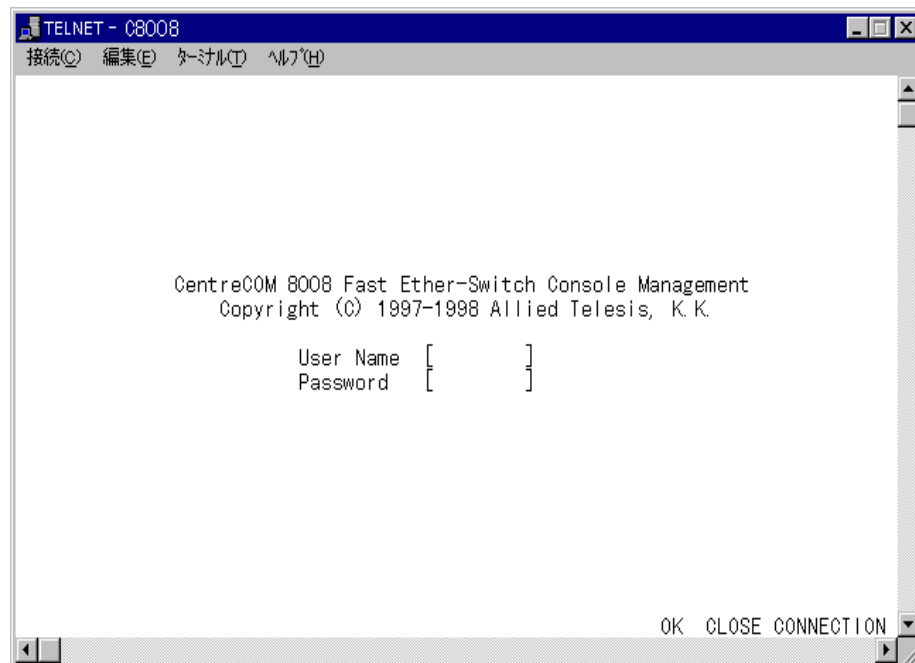 TELNET - C8008
接続(C) 編集(E) ﾀｰﾐﾅﾙ(T) ﾍﾙﾌﾟ(H)
CentreCOM 8008 Fast Ether-Switch Console Management
Copyright (C) 1997-1998 Allied Telesis, K.K.
User Name [ ]
Password [ ]
OK CLOSE CONNECTION